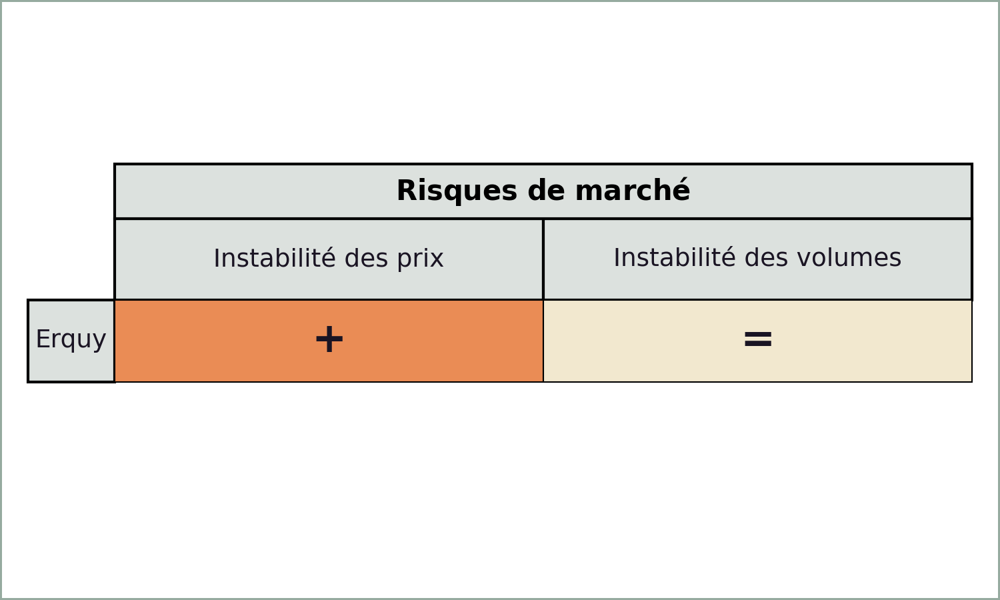 Risques de marché
Instabilité des prix
Instabilité des volumes
Erquy
+
=